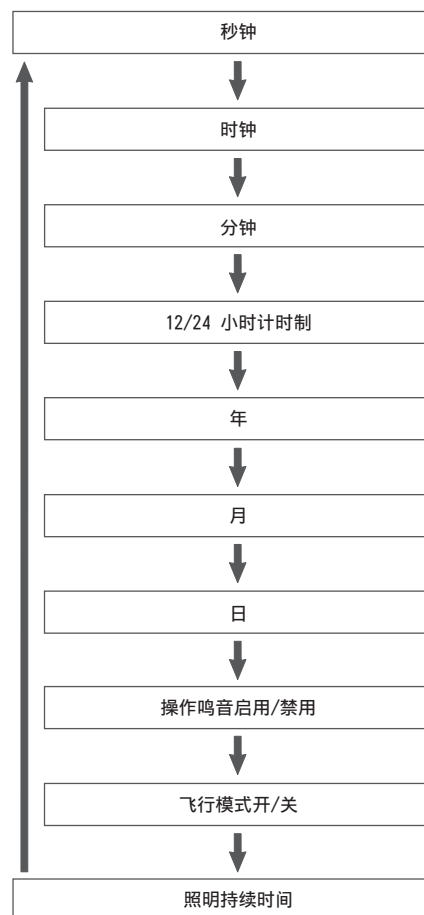 秒钟
时钟
分钟
12/24 小时计时制
年
月
日
操作鸣音启用/禁用
飞行模式开/关
照明持续时间